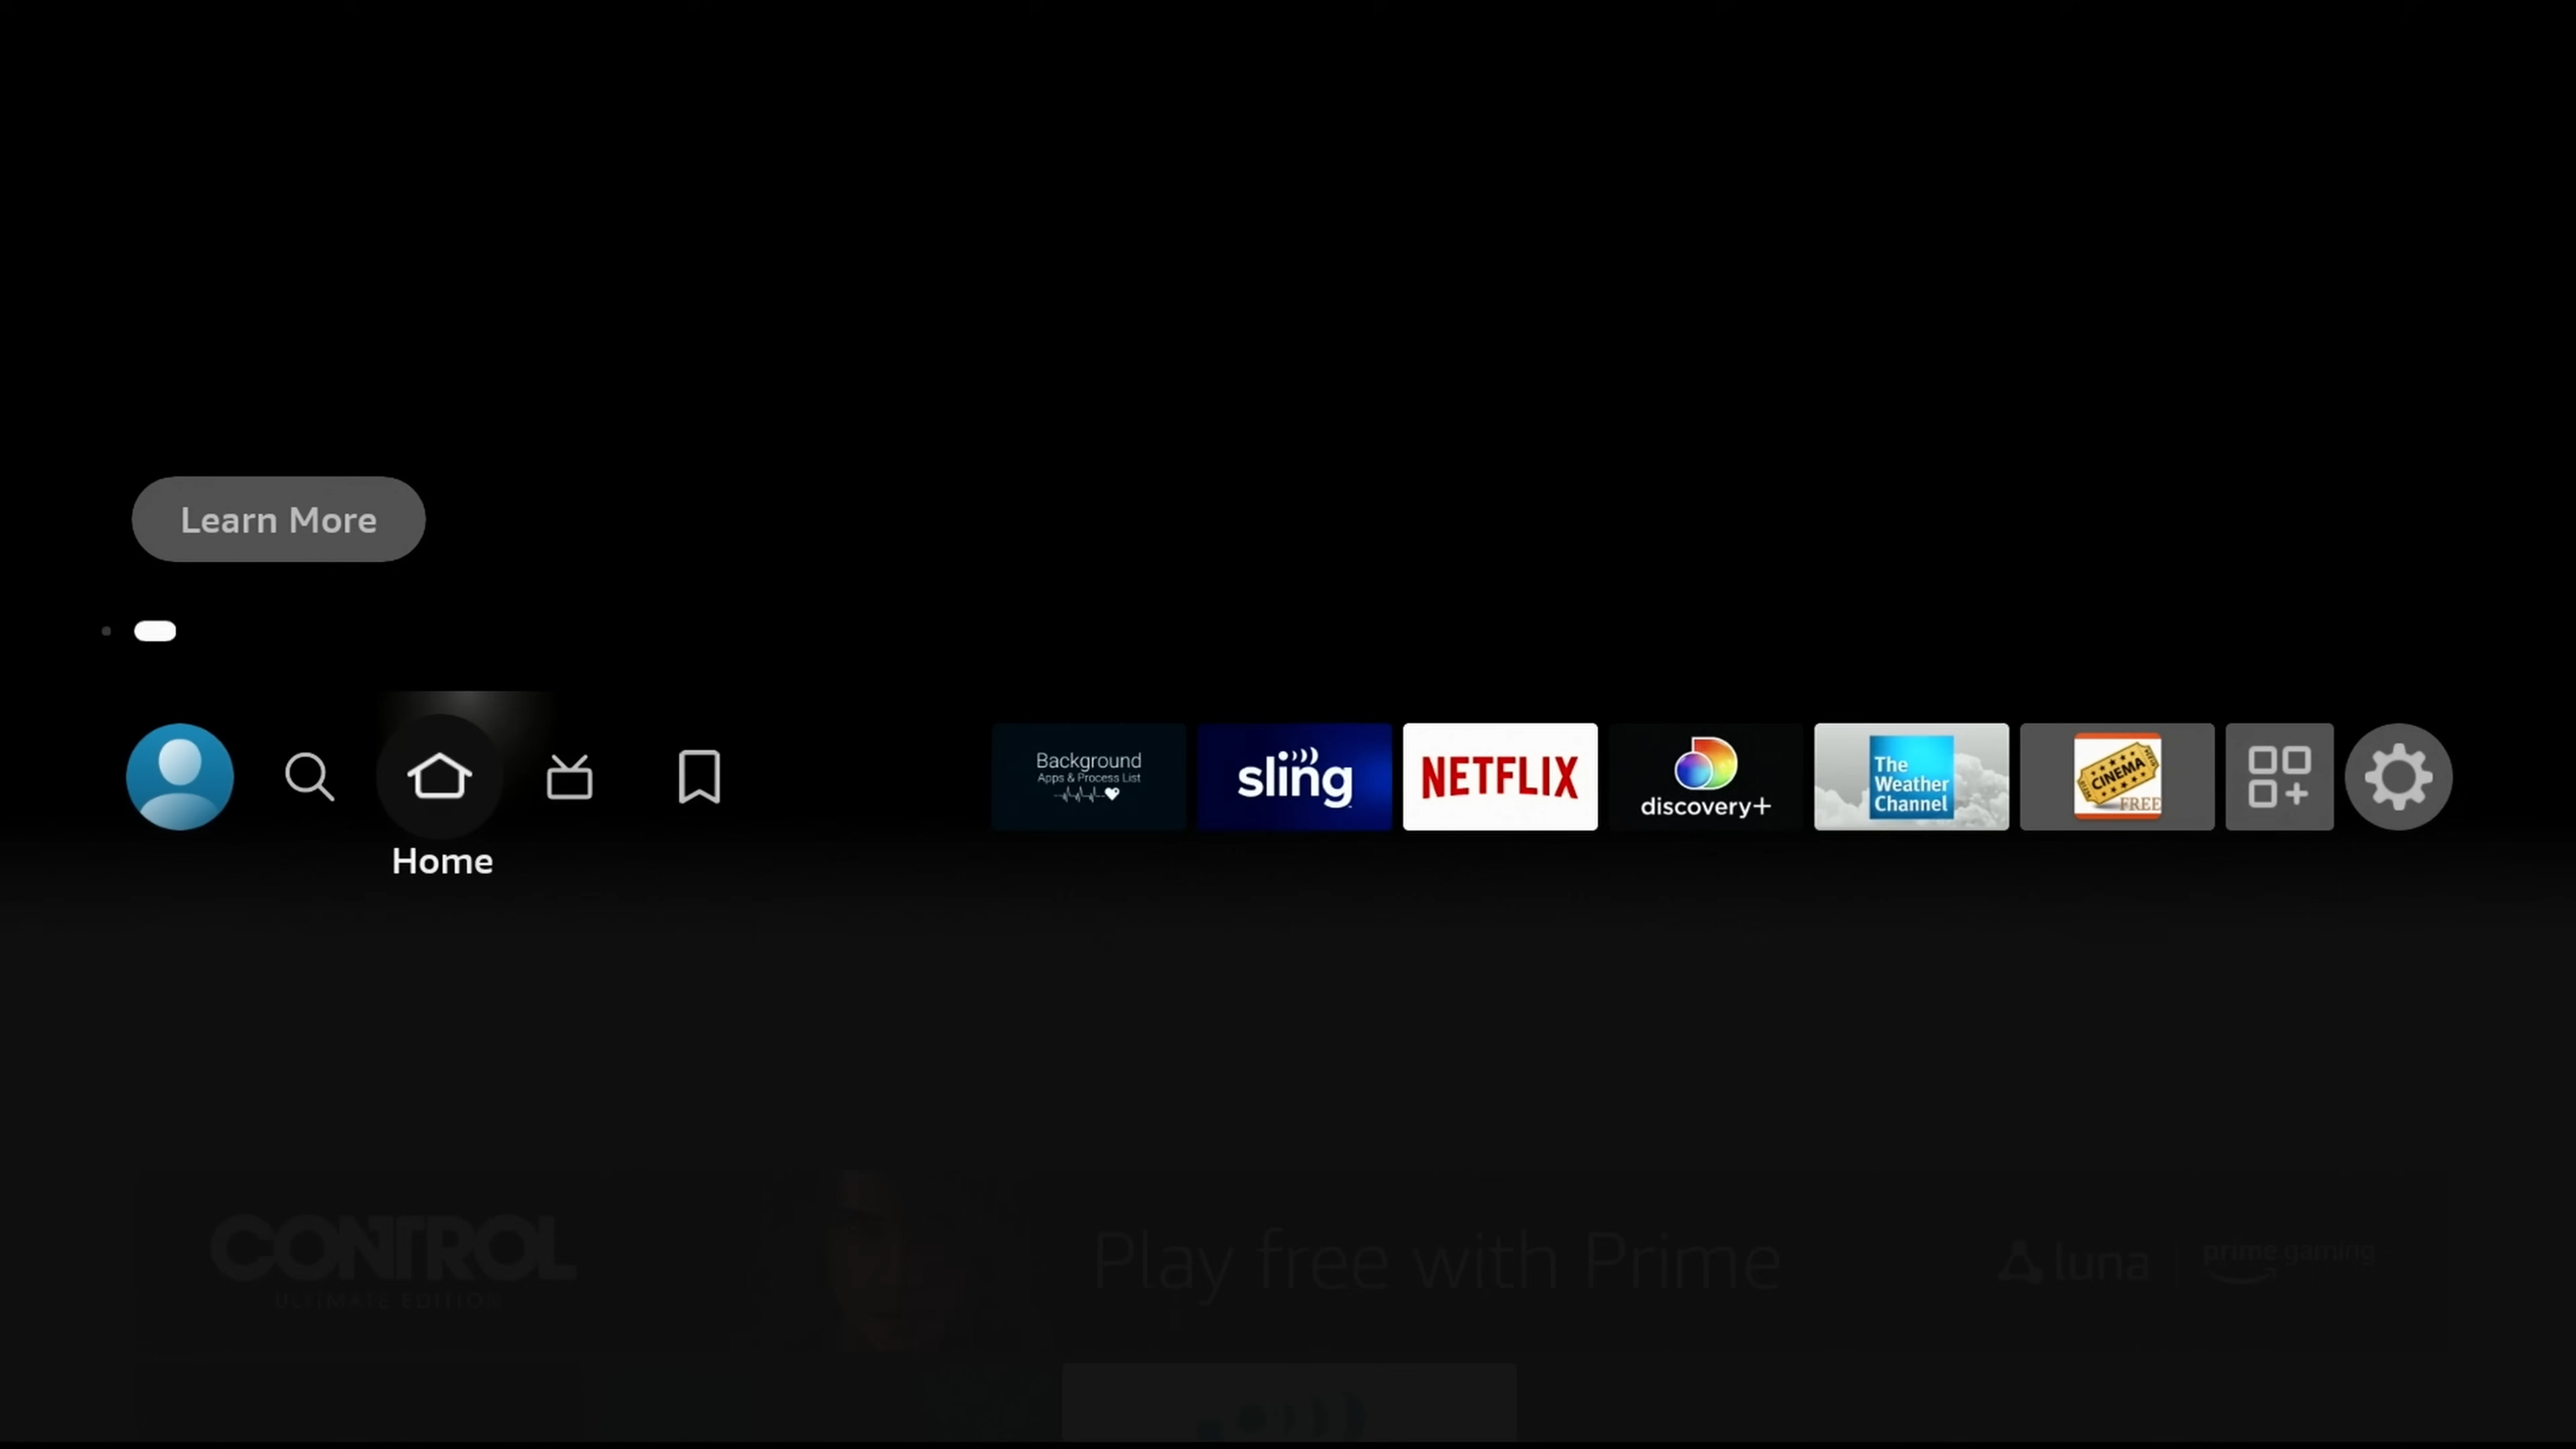 Learn More
Background
Apps & Process List
sling
NETFLIX
discovery+
The
Weather
Channel
CINEMA
FREE
Home
CONTROL
ULTIMATE EDITION
Play free with Prime
luna
prime gaming